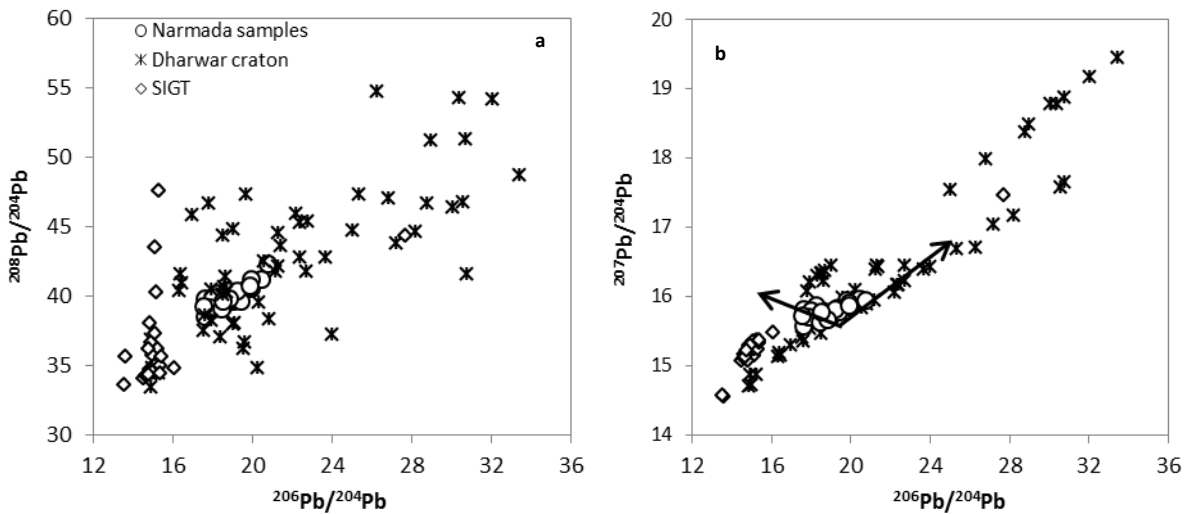 60
55
50
45
40
35
30
²⁰⁸Pb/²⁰⁴Pb
Narmada samples
Dharwar craton
SIGT
a
12 16 20 24 28 32 36
²⁰⁶Pb/²⁰⁴Pb
20
19
18
17
16
15
14
²⁰⁷Pb/²⁰⁴Pb
b
12 16 20 24 28 32 36
²⁰⁶Pb/²⁰⁴Pb